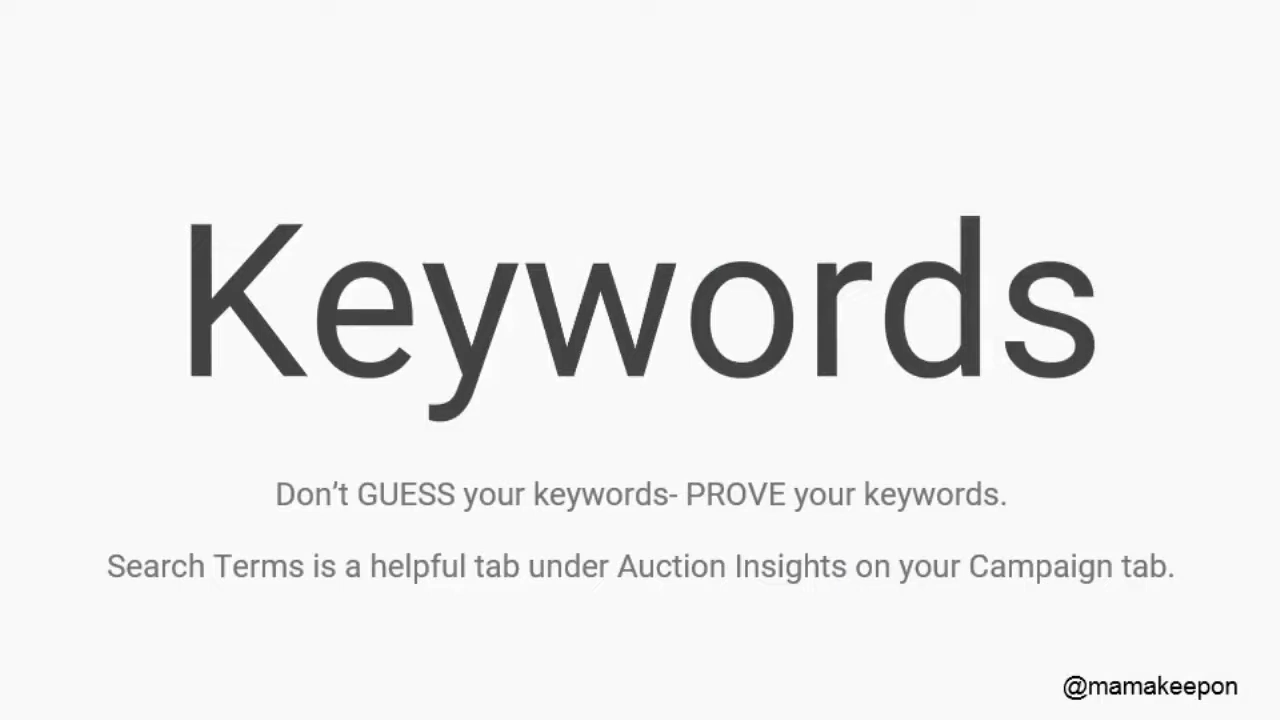 Keywords
Don’t GUESS your keywords- PROVE your keywords.
Search Terms is a helpful tab under Auction Insights on your Campaign tab.
@mamakeepon